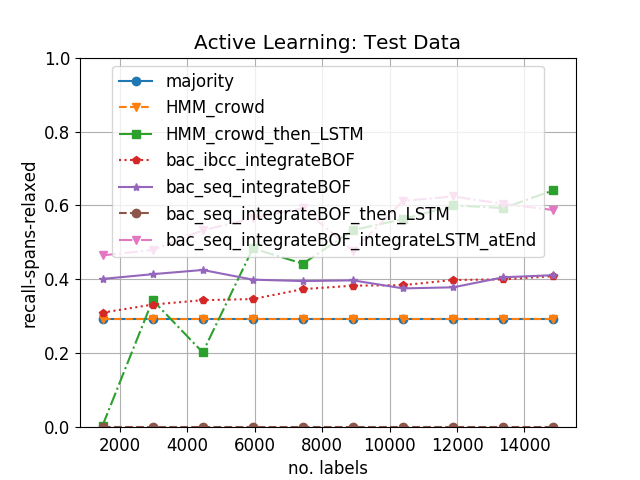 Active Learning: Test Data
recall-spans-relaxed
1.0
0.8
0.6
0.4
0.2
0.0
majority
HMM_crowd
HMM_crowd_then_LSTM
bac_ibcc_integrateBOF
bac_seq_integrateBOF
bac_seq_integrateBOF_then_LSTM
bac_seq_integrateBOF_integrateLSTM_atEnd
2000 4000 6000 8000 10000 12000 14000
no. labels